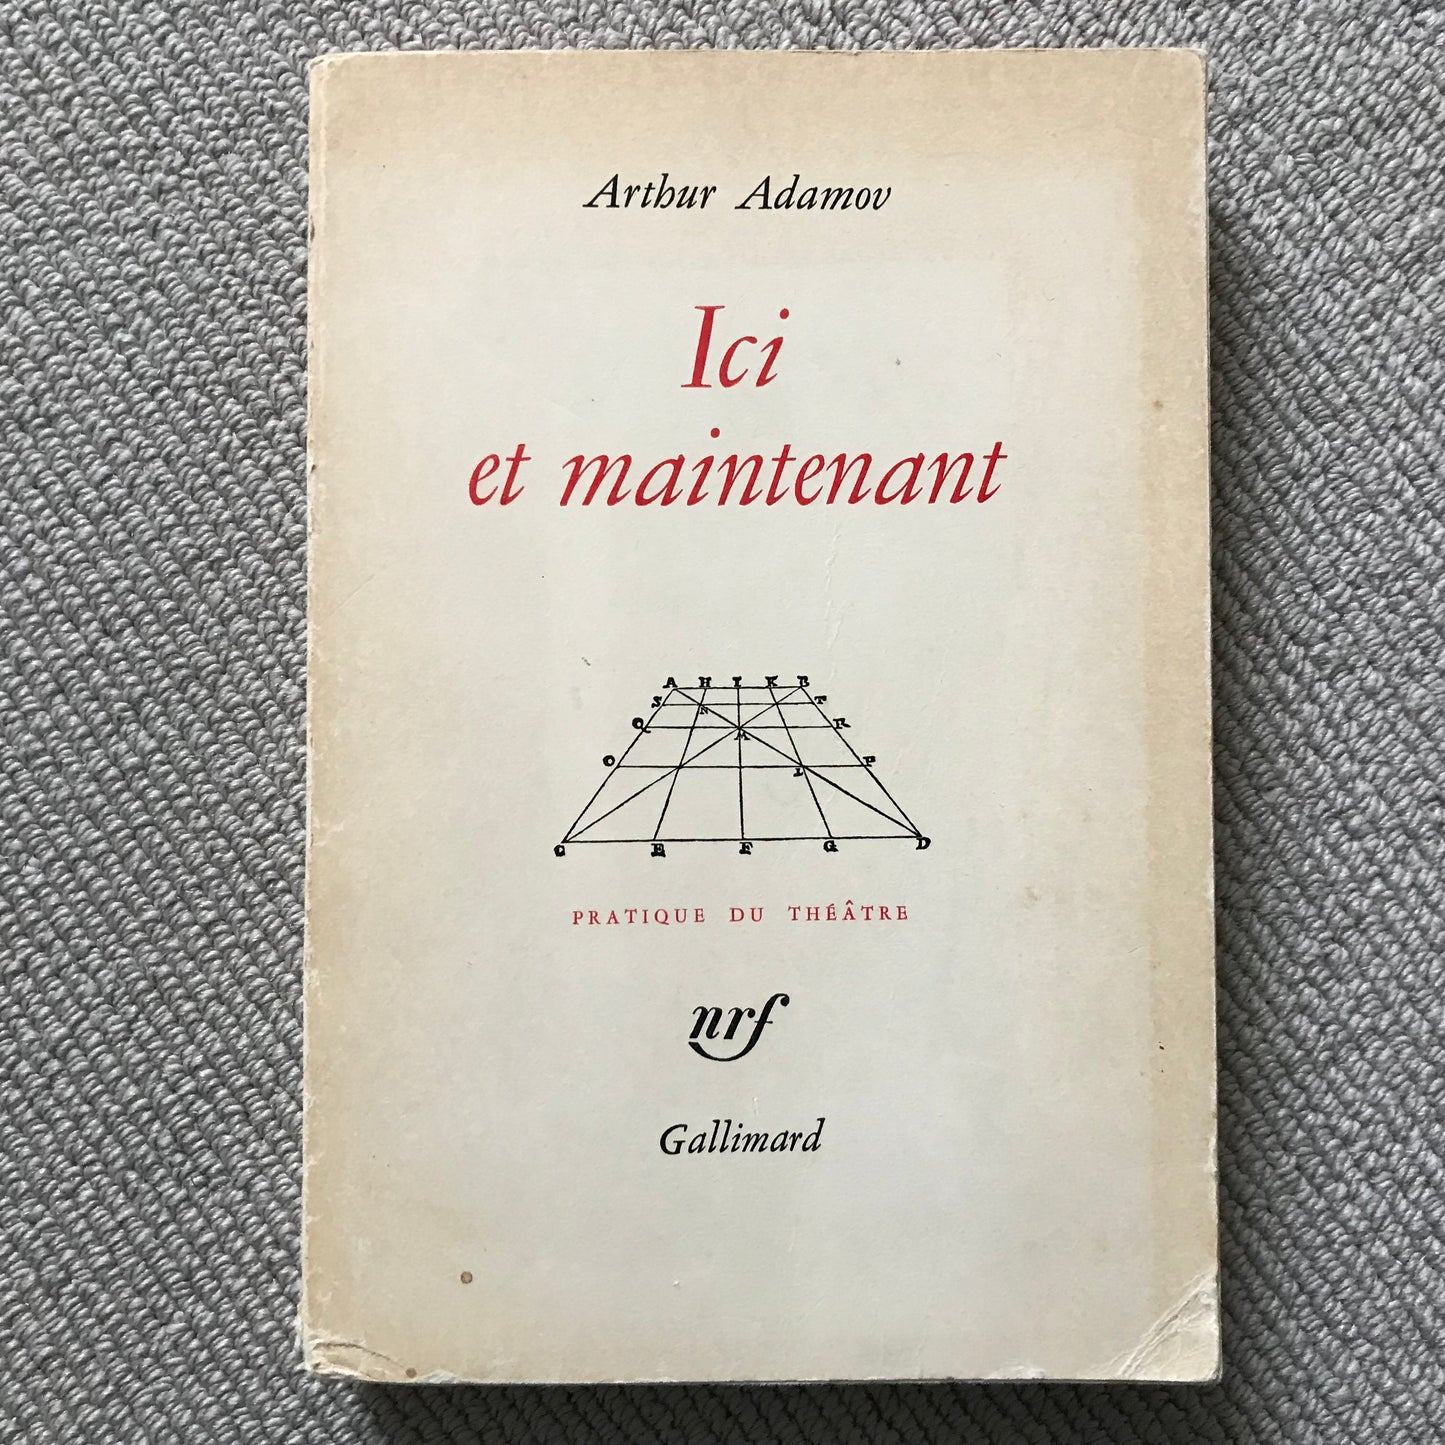 Arthur Adamov
Ici
et maintenant
A H I K B
S N T
Q M R
O L P
C E F G D
PRATIQUE DU THÉÂTRE
nrf
Gallimard